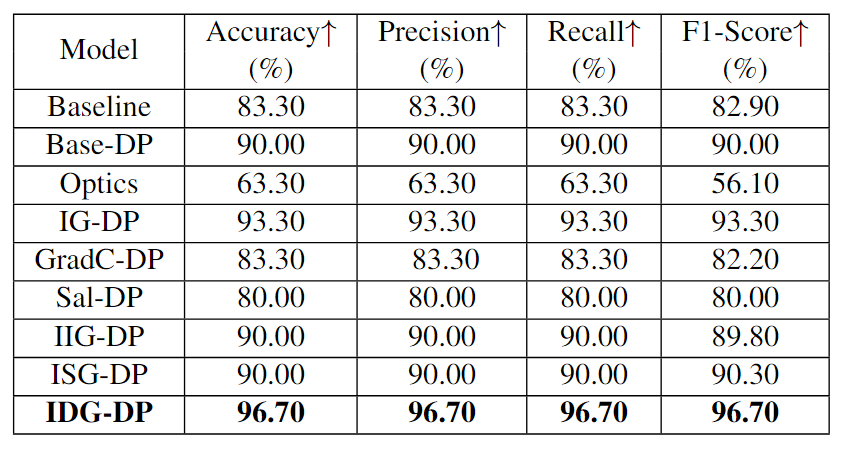 Model Accuracy↑ Precision↑ Recall↑ F1-Score↑
(%) (%) (%) (%)
Baseline 83.30 83.30 83.30 82.90
Base-DP 90.00 90.00 90.00 90.00
Optics 63.30 63.30 63.30 56.10
IG-DP 93.30 93.30 93.30 93.30
GradC-DP 83.30 83.30 83.30 82.20
Sal-DP 80.00 80.00 80.00 80.00
IIG-DP 90.00 90.00 90.00 89.80
ISG-DP 90.00 90.00 90.00 90.30
IDG-DP 96.70 96.70 96.70 96.70